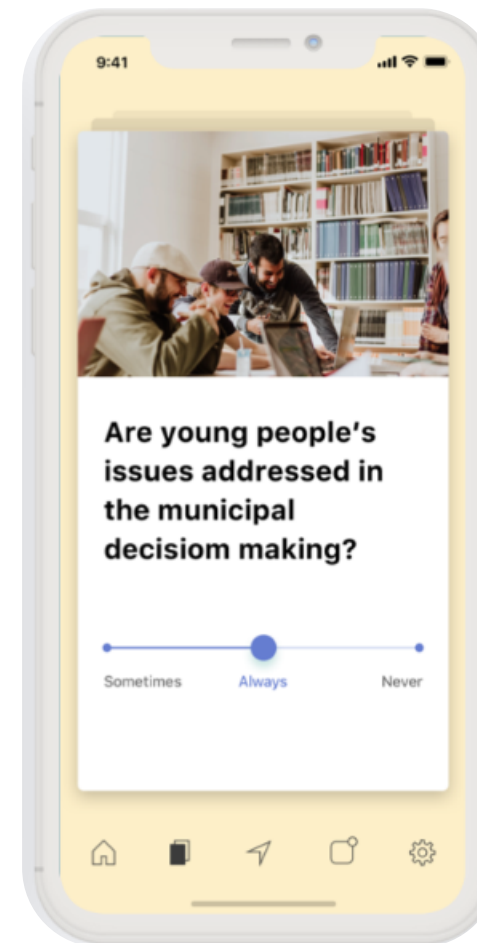 9:41
Are young people's
issues addressed in
the municipal
decisiom making?
Sometimes Always Never